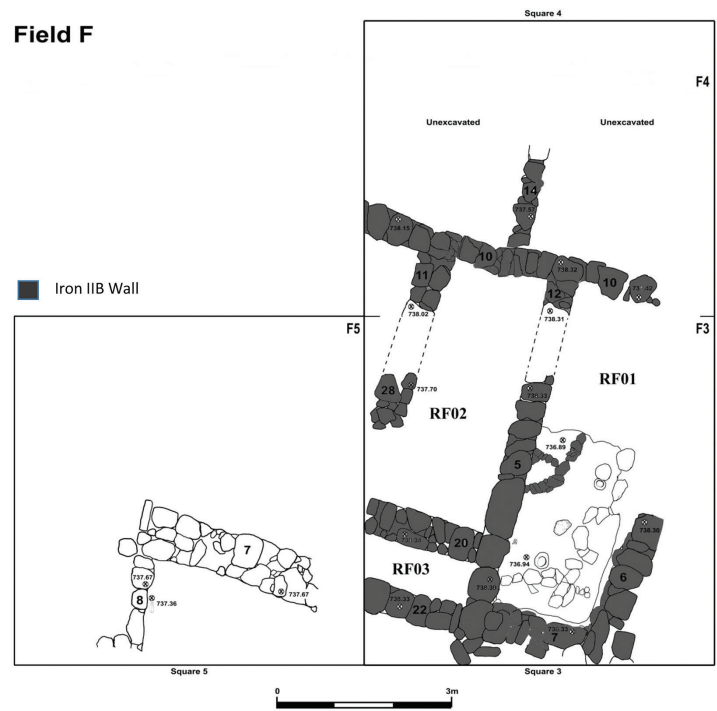 Square 4
Field F
F4
Unexcavated
Unexcavated
14
737.57
738.15
10
738.32
11
12
10
Iron IIB Wall
738.02
738.31
F5
F3
RF01
28
737.70
738.33
RF02
736.89
5
738.36
7
20
RF03
736.94
737.67
737.67
6
8
737.36
738.33
22
7
Square 5
Square 3
0
3m